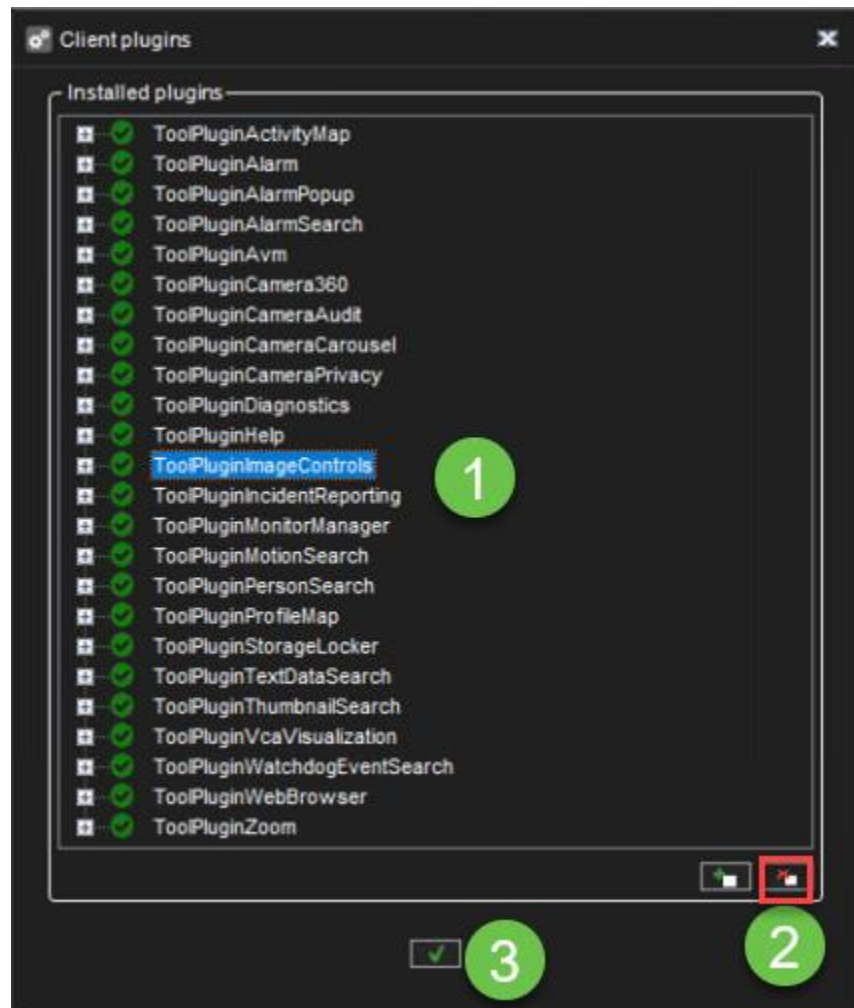 Client plugins
Installed plugins
ToolPluginActivityMap
ToolPluginAlarm
ToolPluginAlarmPopup
ToolPluginAlarmSearch
ToolPluginAvm
ToolPluginCamera360
ToolPluginCameraAudit
ToolPluginCameraCarousel
ToolPluginCameraPrivacy
ToolPluginDiagnostics
ToolPluginHelp
ToolPluginImageControls
1
ToolPluginIncidentReporting
ToolPluginMonitorManager
ToolPluginMotionSearch
ToolPluginPersonSearch
ToolPluginProfileMap
ToolPluginStorageLocker
ToolPluginTextDataSearch
ToolPluginThumbnailSearch
ToolPluginVcaVisualization
ToolPluginWatchdogEventSearch
ToolPluginWebBrowser
ToolPluginZoom
2
3